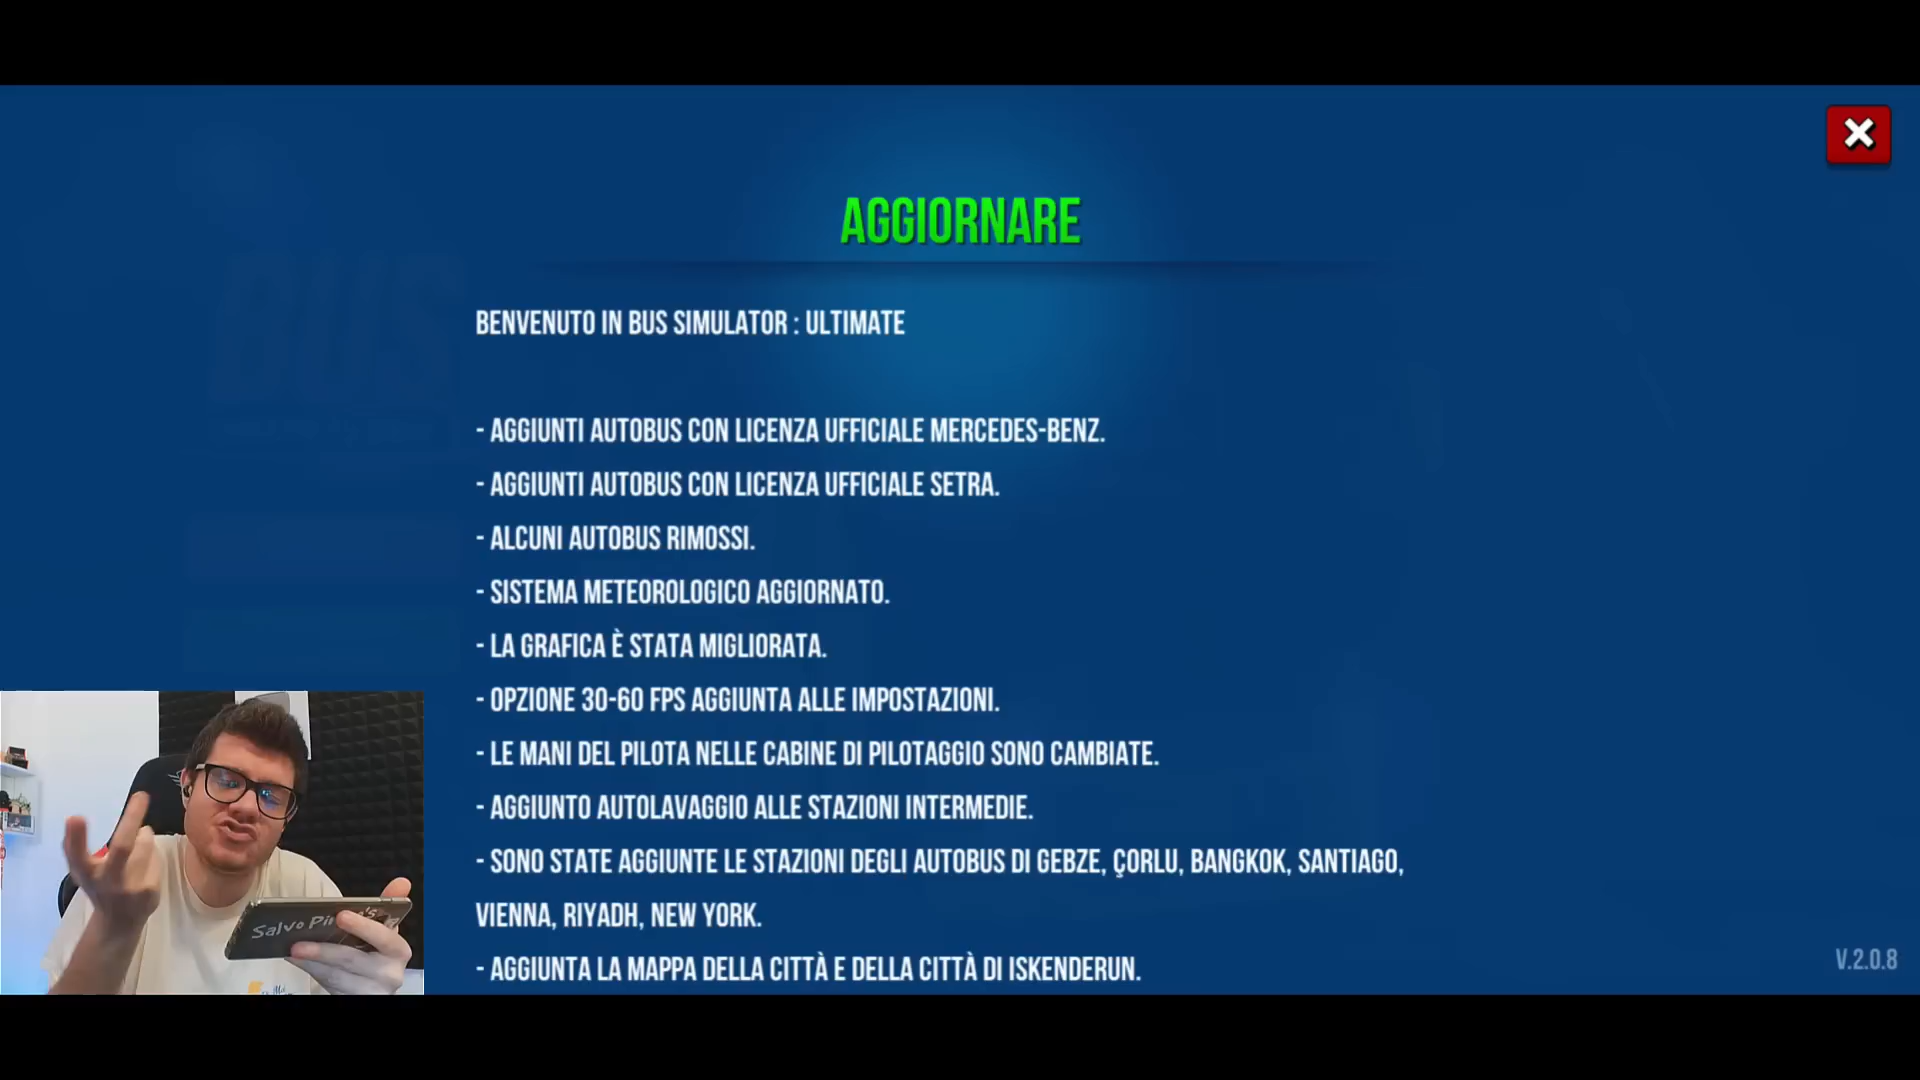 AGGIORNARE
BENVENUTO IN BUS SIMULATOR : ULTIMATE
- AGGIUNTI AUTOBUS CON LICENZA UFFICIALE MERCEDES-BENZ.
- AGGIUNTI AUTOBUS CON LICENZA UFFICIALE SETRA.
- ALCUNI AUTOBUS RIMOSSI.
- SISTEMA METEOROLOGICO AGGIORNATO.
- LA GRAFICA È STATA MIGLIORATA.
- OPZIONE 30-60 FPS AGGIUNTA ALLE IMPOSTAZIONI.
- LE MANI DEL PILOTA NELLE CABINE DI PILOTAGGIO SONO CAMBIATE.
- AGGIUNTO AUTOLAVAGGIO ALLE STAZIONI INTERMEDIE.
- SONO STATE AGGIUNTE LE STAZIONI DEGLI AUTOBUS DI GEBZE, ÇORLU, BANGKOK, SANTIAGO,
VIENNA, RIYADH, NEW YORK.
- AGGIUNTA LA MAPPA DELLA CITTÀ E DELLA CITTÀ DI ISKENDERUN.
V.2.0.8
Salvo
BUS